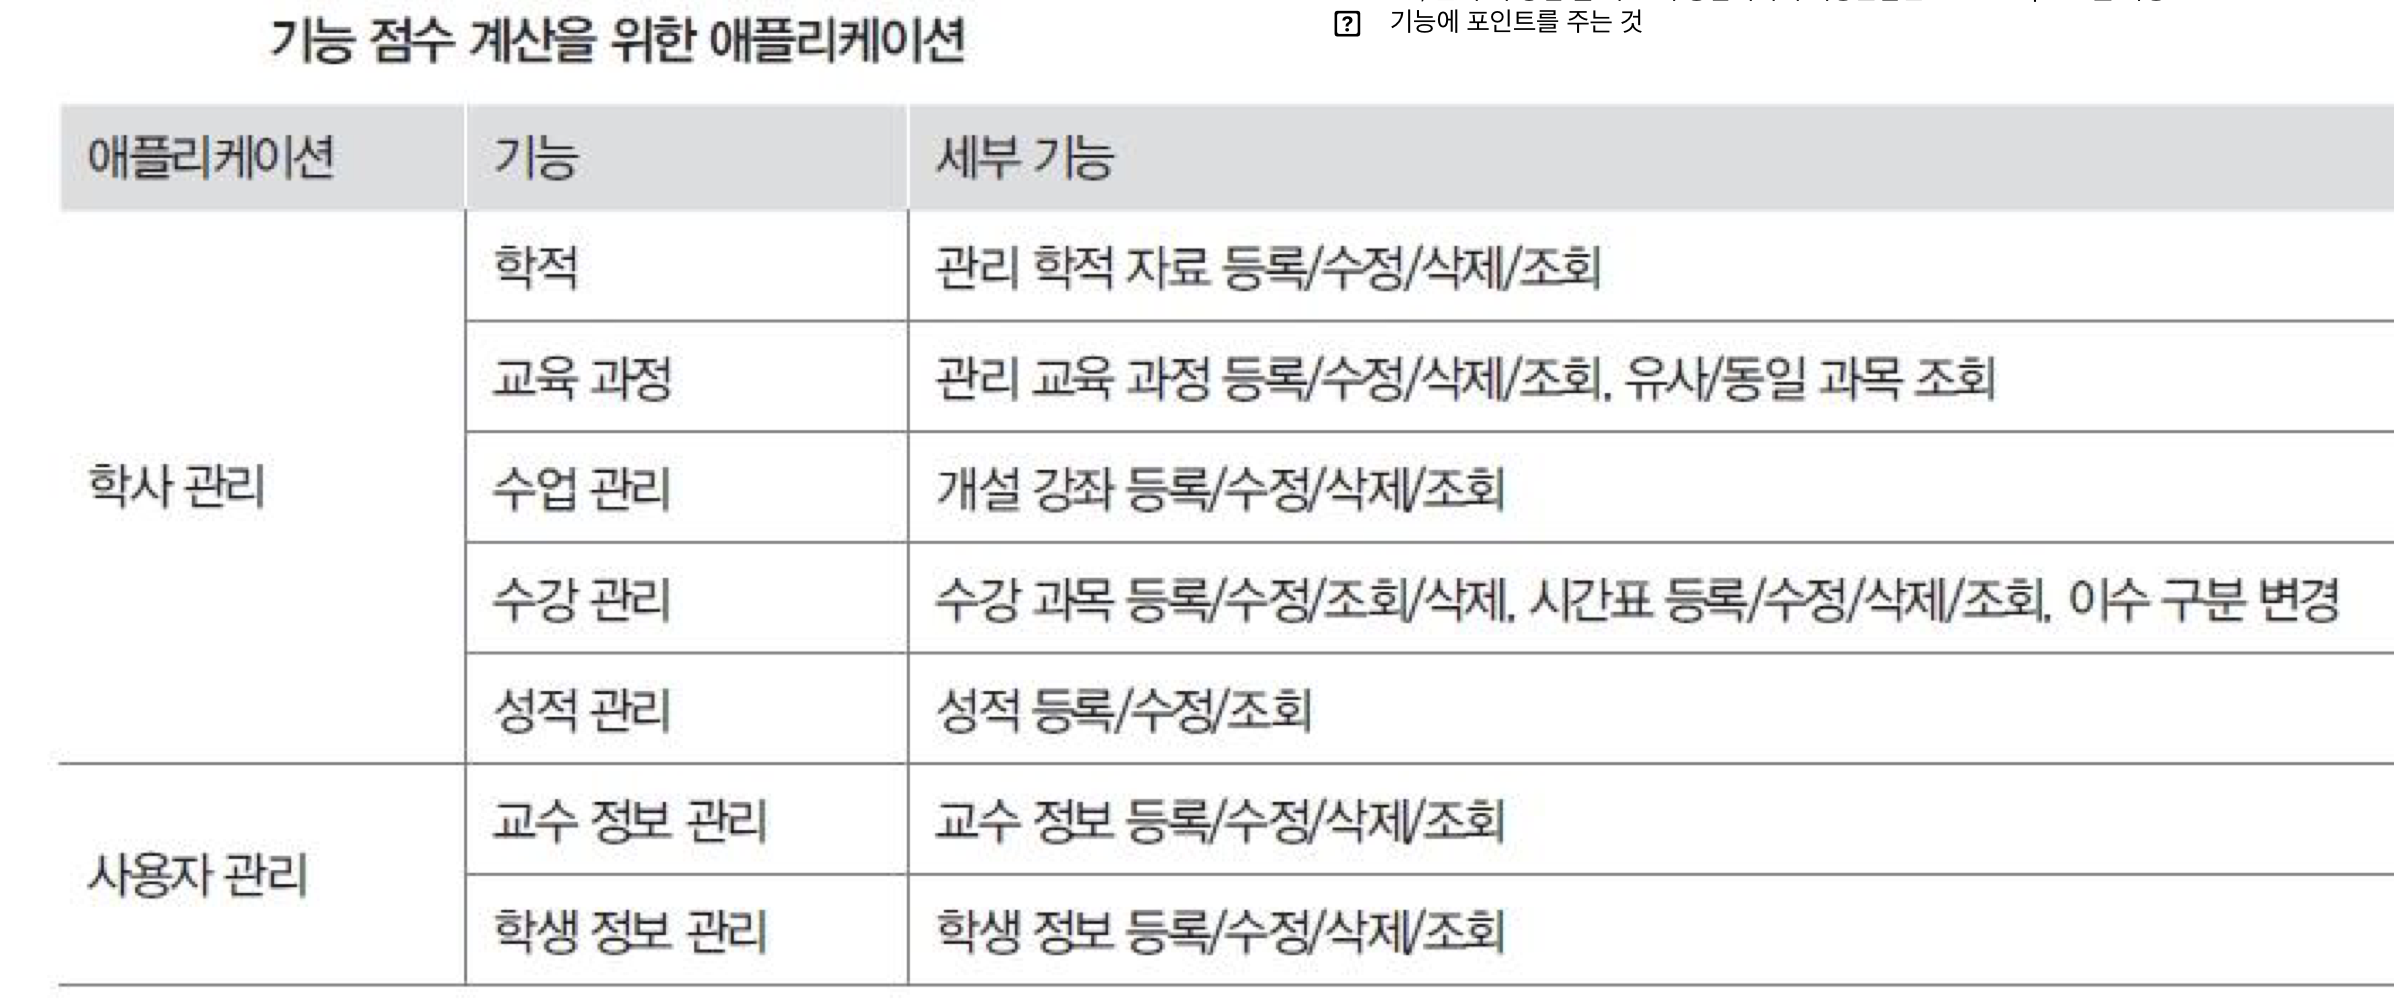 기능에 포인트를 주는 것
기능 점수 계산을 위한 애플리케이션
애플리케이션 기능 세부 기능
학적 관리 학적 자료 등록/수정/삭제/조회
교육 과정 관리 교육 과정 등록/수정/삭제/조회, 유사/동일 과목 조회
학사 관리 수업 관리 개설 강좌 등록/수정/삭제/조회
수강 관리 수강 과목 등록/수정/조회/삭제, 시간표 등록/수정/삭제/조회, 이수 구분 변경
성적 관리 성적 등록/수정/조회
교수 정보 관리 교수 정보 등록/수정/삭제/조회
사용자 관리
학생 정보 관리 학생 정보 등록/수정/삭제/조회